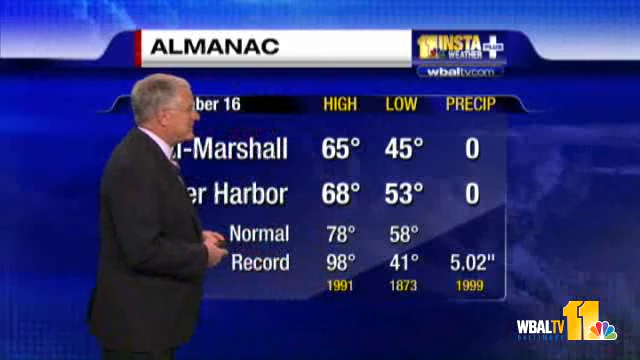 ALMANAC
11 INSTA WEATHER PLUS
wbaltv.com
ber 16 HIGH LOW PRECIP
I-Marshall 65° 45° 0
er Harbor 68° 53° 0
Normal 78° 58°
Record 98° 41° 5.02"
1991 1873 1999
WBALTV 11
BALTIMORE